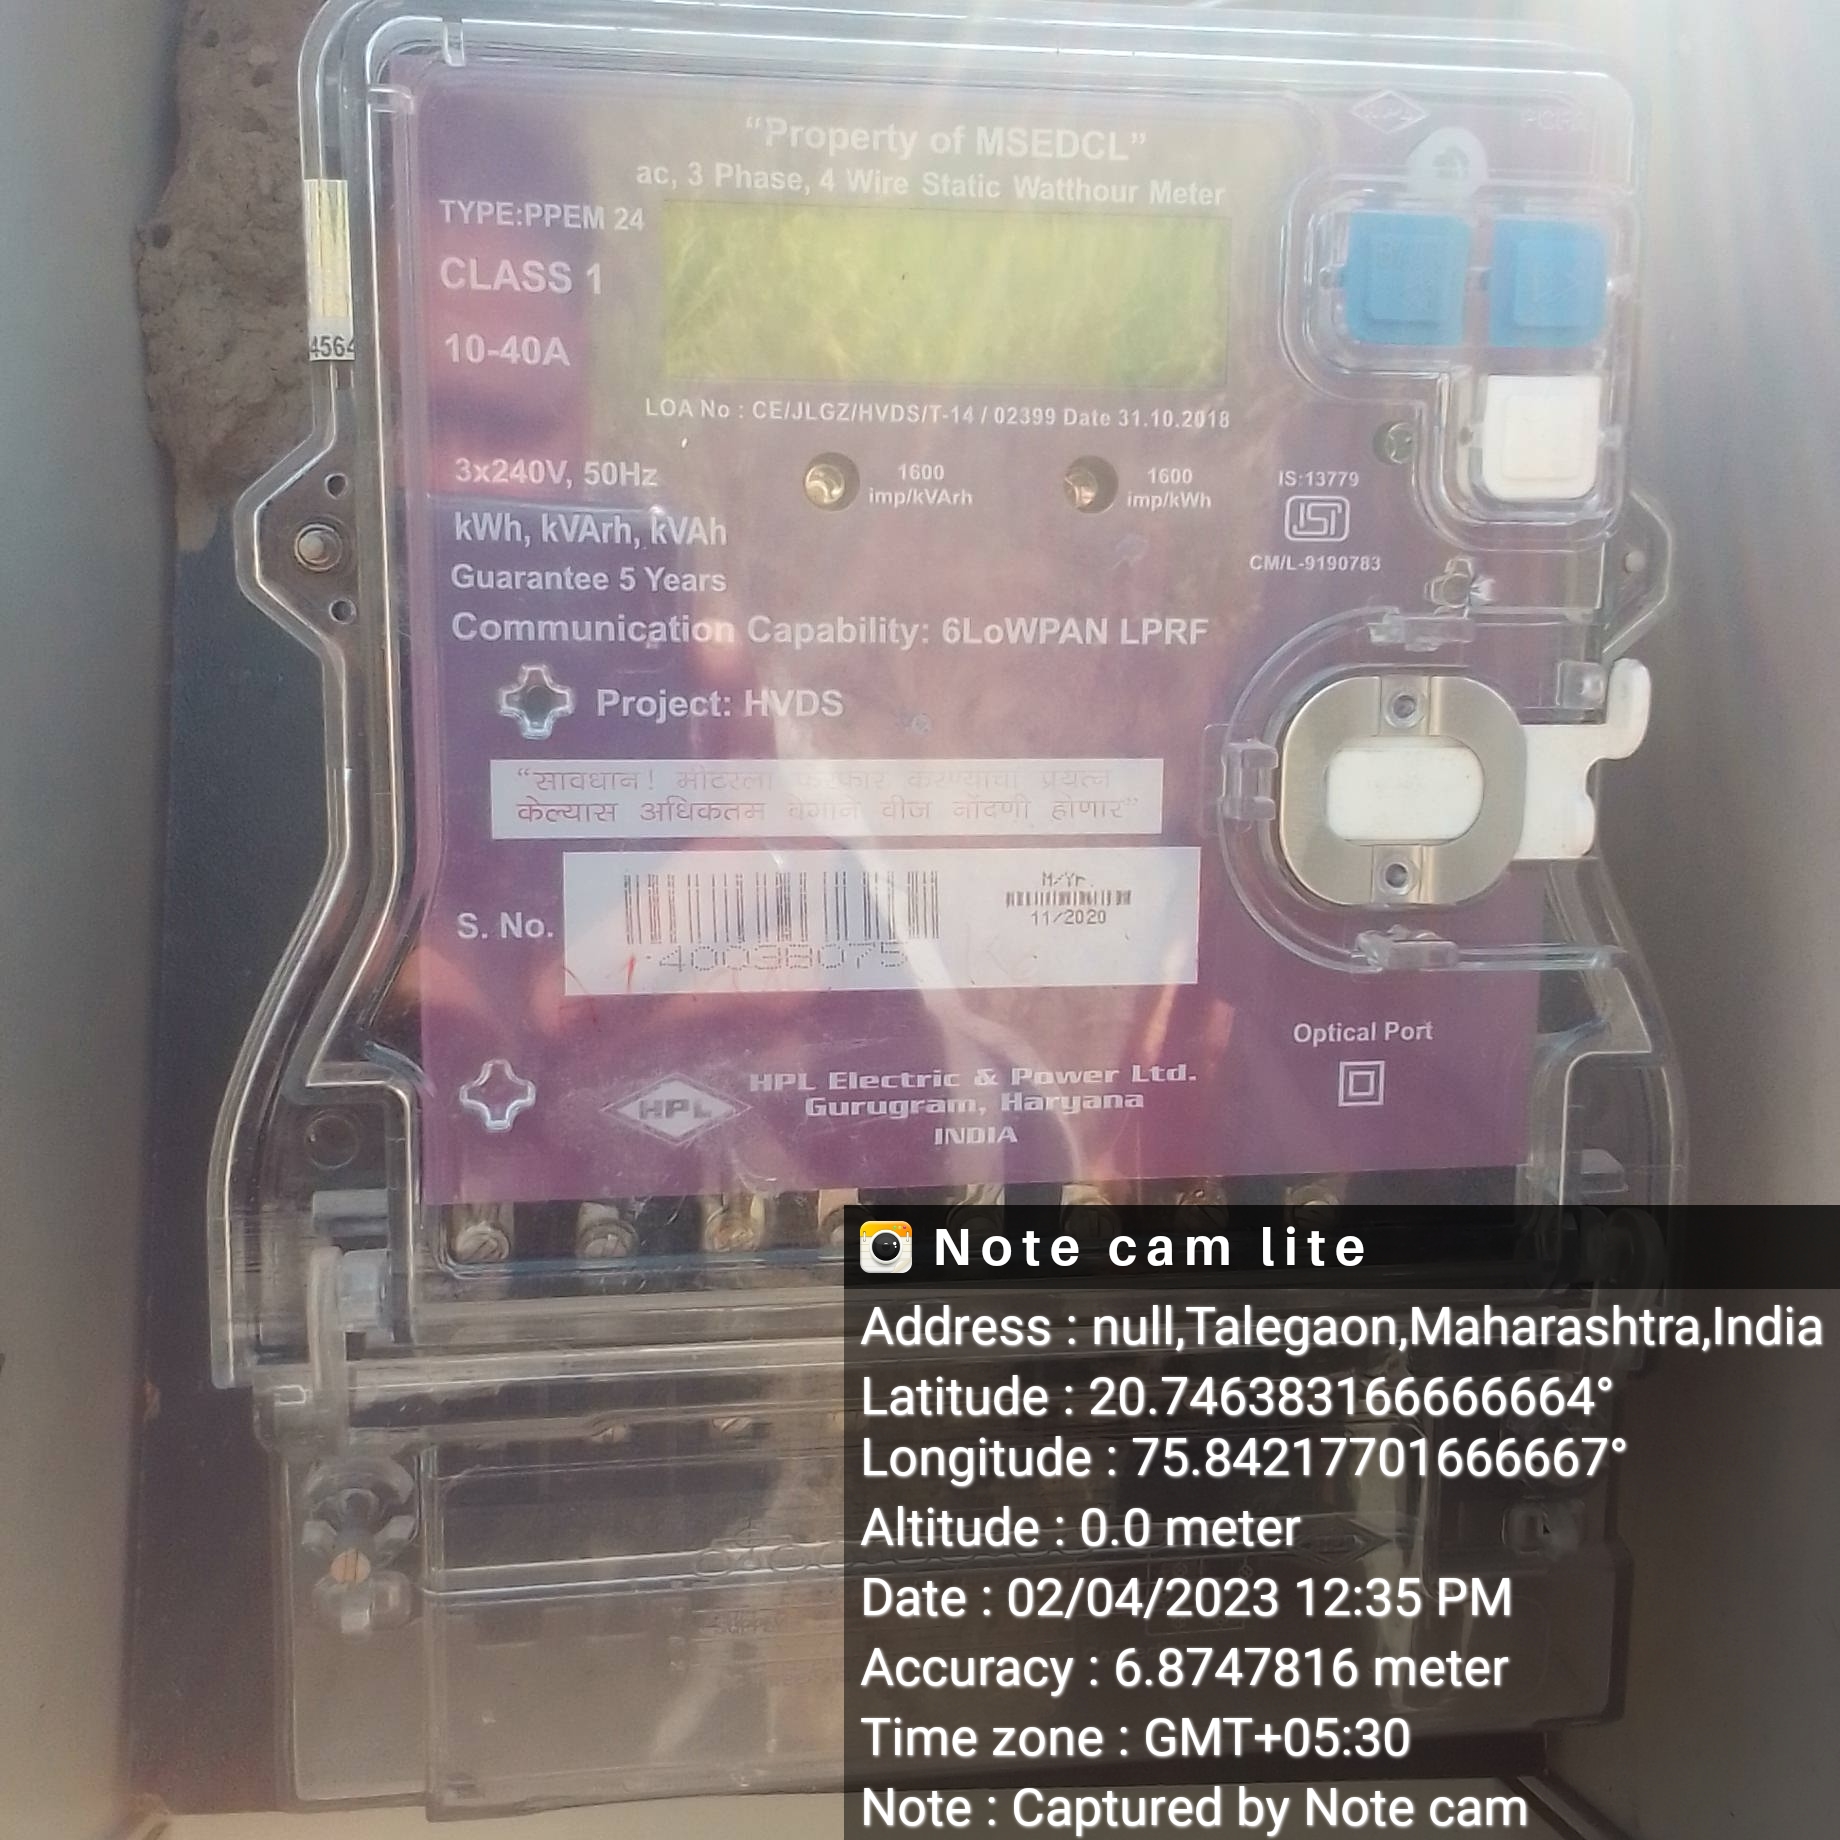 "Property of MSEDCL"
ac, 3 Phase, 4 Wire Static Watthour Meter
TYPE:PPEM 24
CLASS 1
10-40A
4564
LOA No : CE/JLGZ/HVDS/T-14 / 02399 Date 31.10.2018
3x240V, 50Hz
1600
imp/kVArh
1600
imp/kWh
IS:13779
ISI
CM/L-9190783
kWh, kVArh, kVAh
Guarantee 5 Years
Communication Capability: 6LoWPAN LPRF
Project: HVDS
"सावधान! मीटरला फेरफार करण्याचा प्रयत्न
केल्यास अधिकतम वेगाने वीज नोंदणी होणार"
M/Yr.
11/2020
S. No.
Optical Port
HPL
HPL Electric & Power Ltd.
Gurugram, Haryana
INDIA
Note cam lite
Address : null,Talegaon,Maharashtra,India
Latitude : 20.746383166666664°
Longitude : 75.84217701666667°
Altitude : 0.0 meter
Date : 02/04/2023 12:35 PM
Accuracy : 6.8747816 meter
Time zone : GMT+05:30
Note : Captured by Note cam